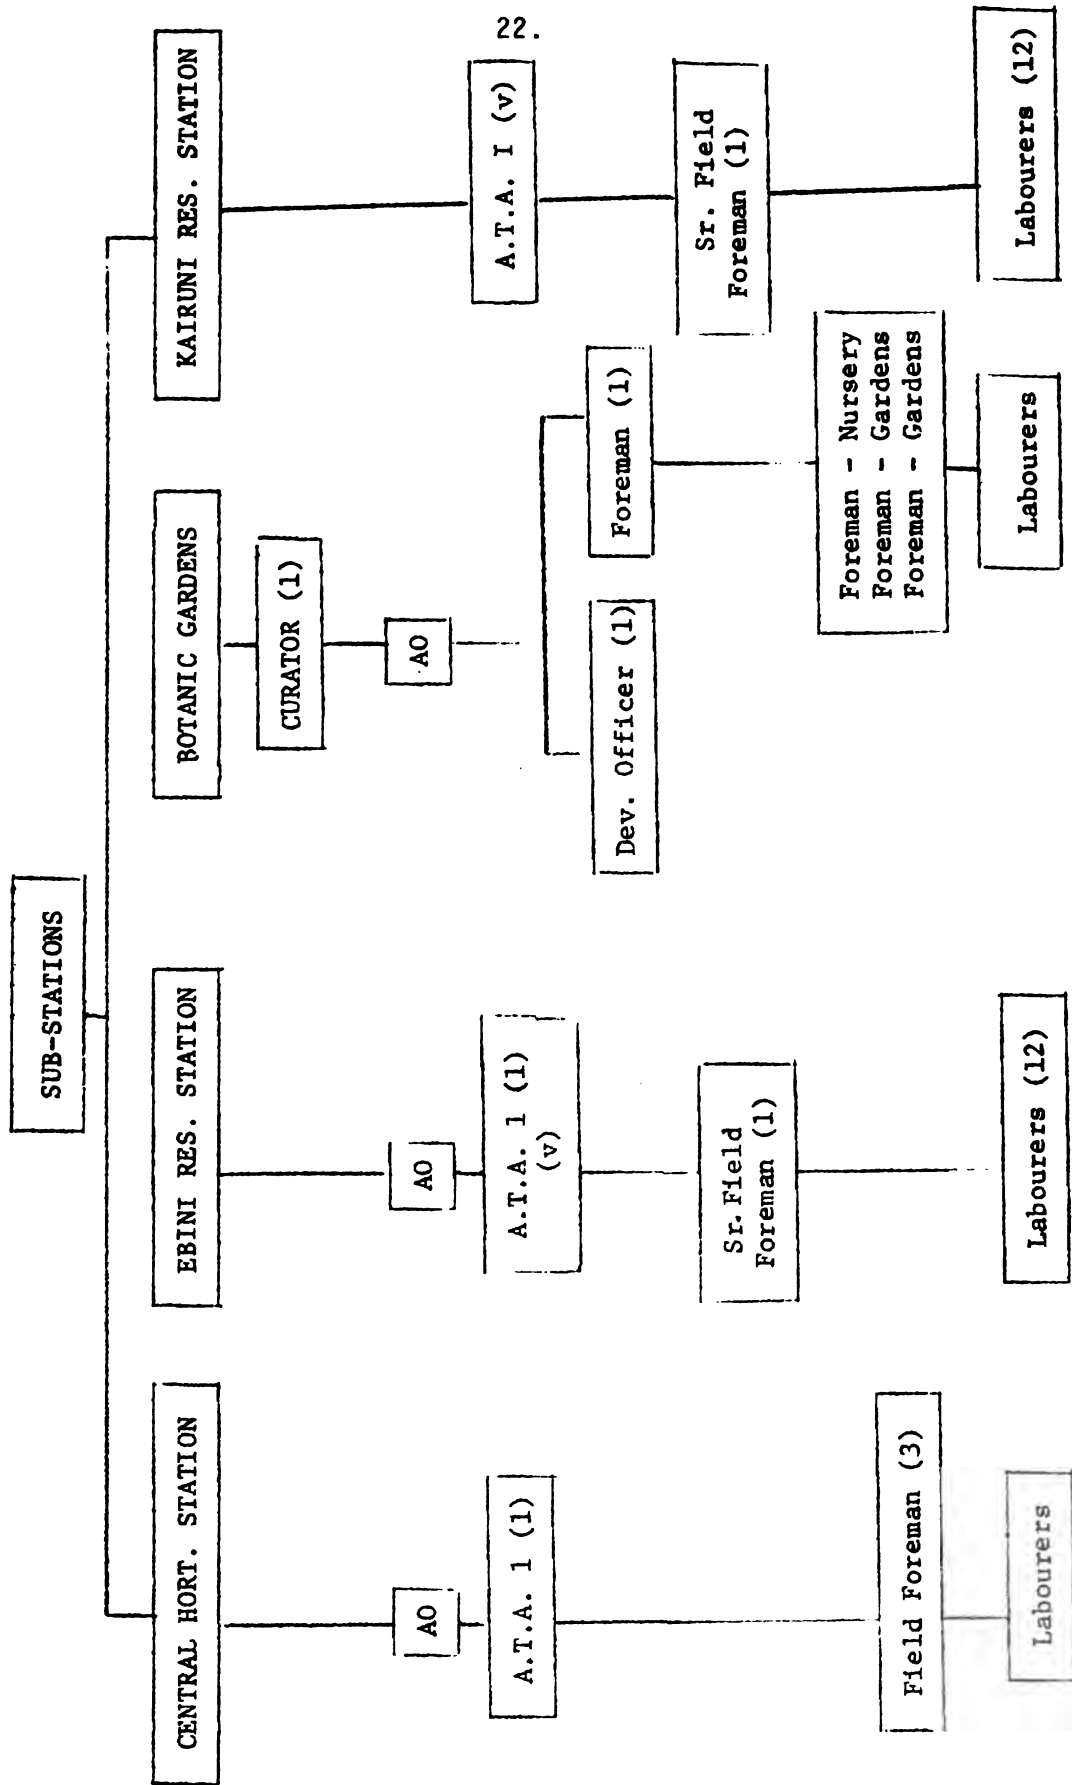 22.
SUB-STATIONS
CENTRAL HORT. STATION
AO
A.T.A. 1 (1)
Field Foreman (3)
Labourers
EBINI RES. STATION
AO
A.T.A. 1 (1)
(v)
Sr. Field
Foreman (1)
Labourers (12)
BOTANIC GARDENS
CURATOR (1)
AO
Dev. Officer (1)
Foreman (1)
Foreman - Nursery
Foreman - Gardens
Foreman - Gardens
Labourers
KAIRUNI RES. STATION
A.T.A. I (v)
Sr. Field
Foreman (1)
Labourers (12)